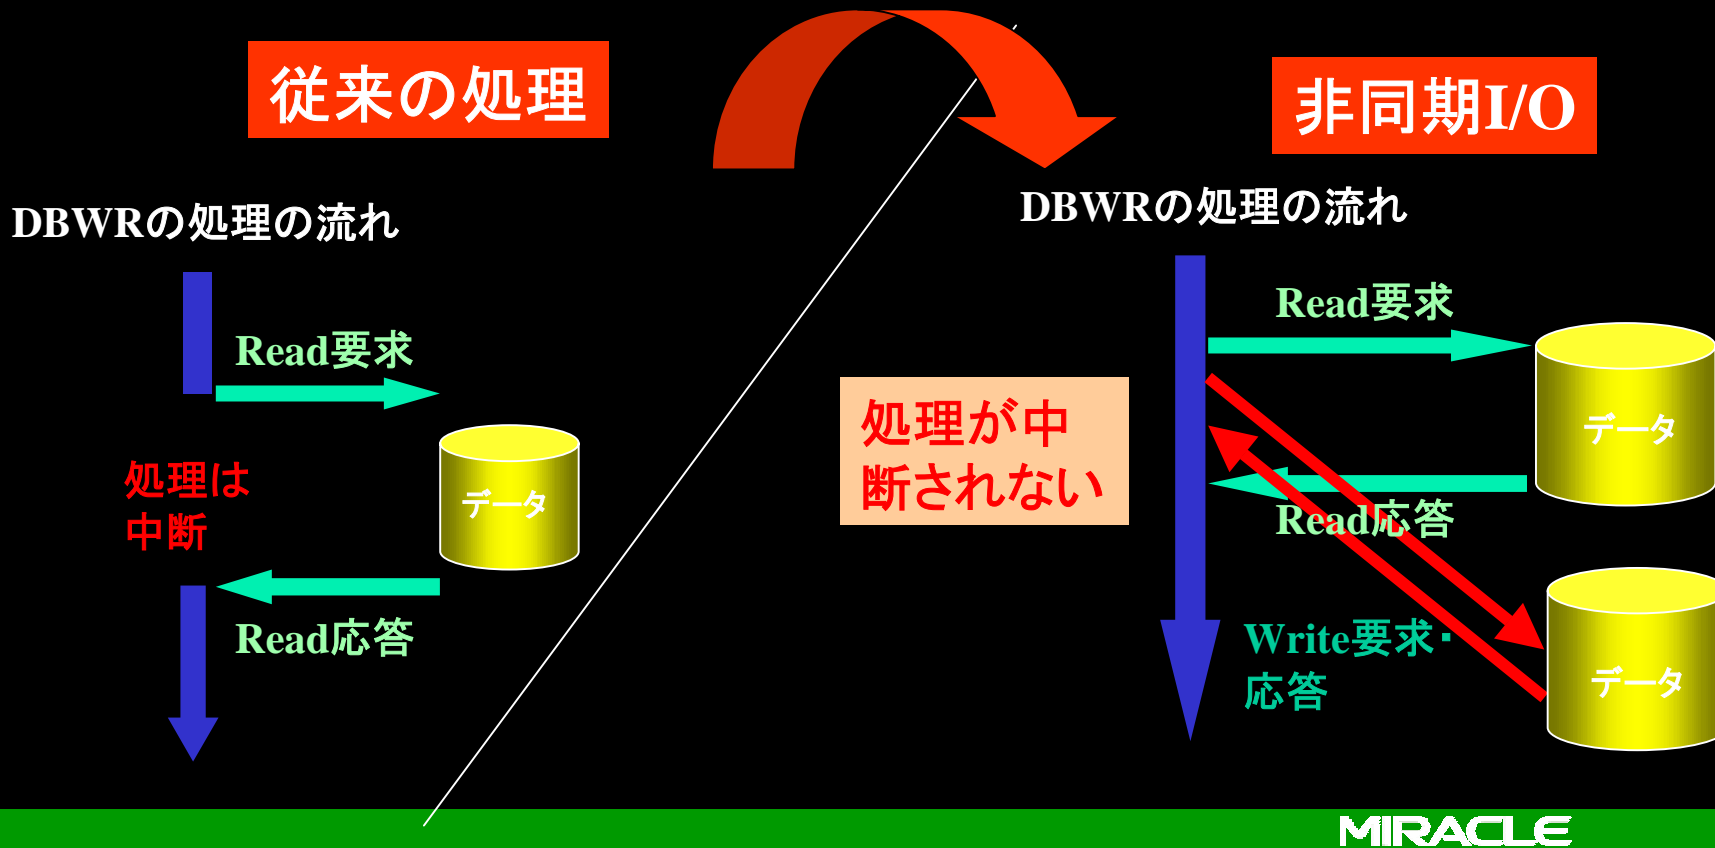 従来の処理
DBWRの処理の流れ
Read要求
処理は
中断
データ
Read応答
非同期I/O
DBWRの処理の流れ
Read要求
データ
処理が中
断されない
Read応答
Write要求・
応答
データ
MIRACLE